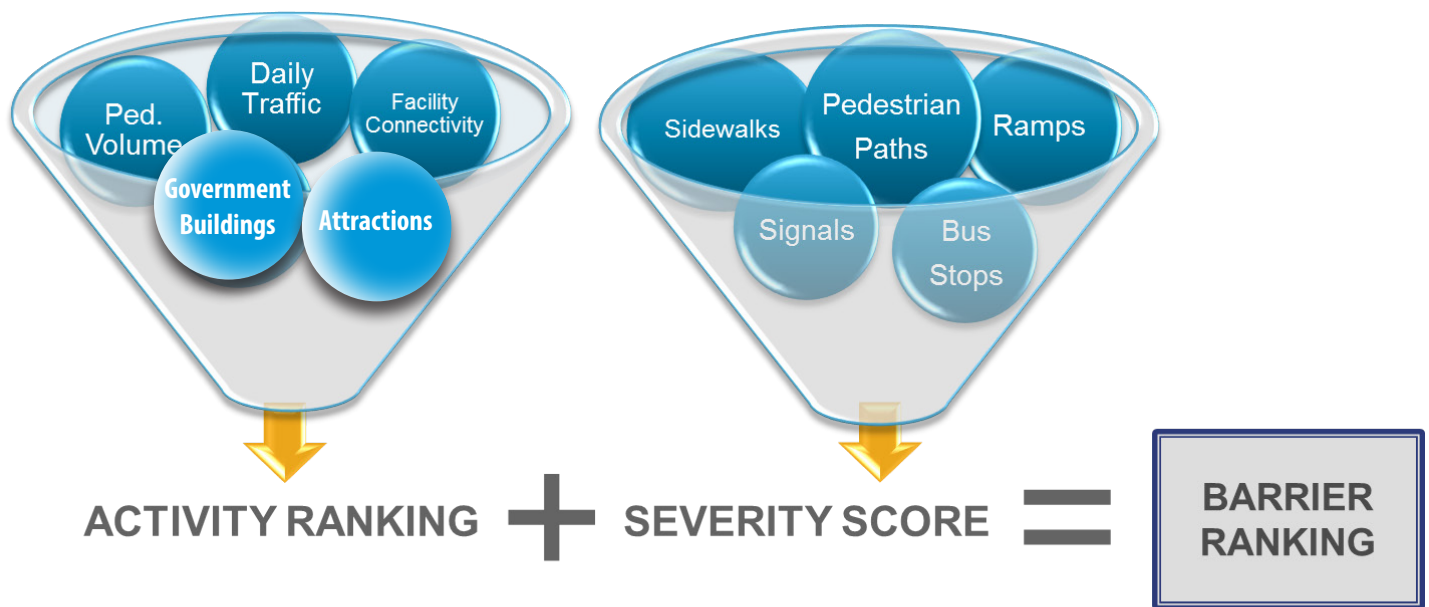 Ped.
Volume
Daily
Traffic
Facility
Connectivity
Government
Buildings
Attractions
Sidewalks
Pedestrian
Paths
Ramps
Signals
Bus
Stops
ACTIVITY RANKING + SEVERITY SCORE =
BARRIER
RANKING